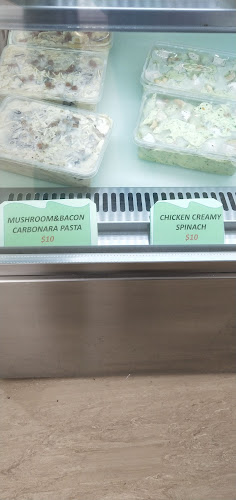 MUSHROOM&BACON
CARBONARA PASTA
$10
CHICKEN CREAMY
SPINACH
$10